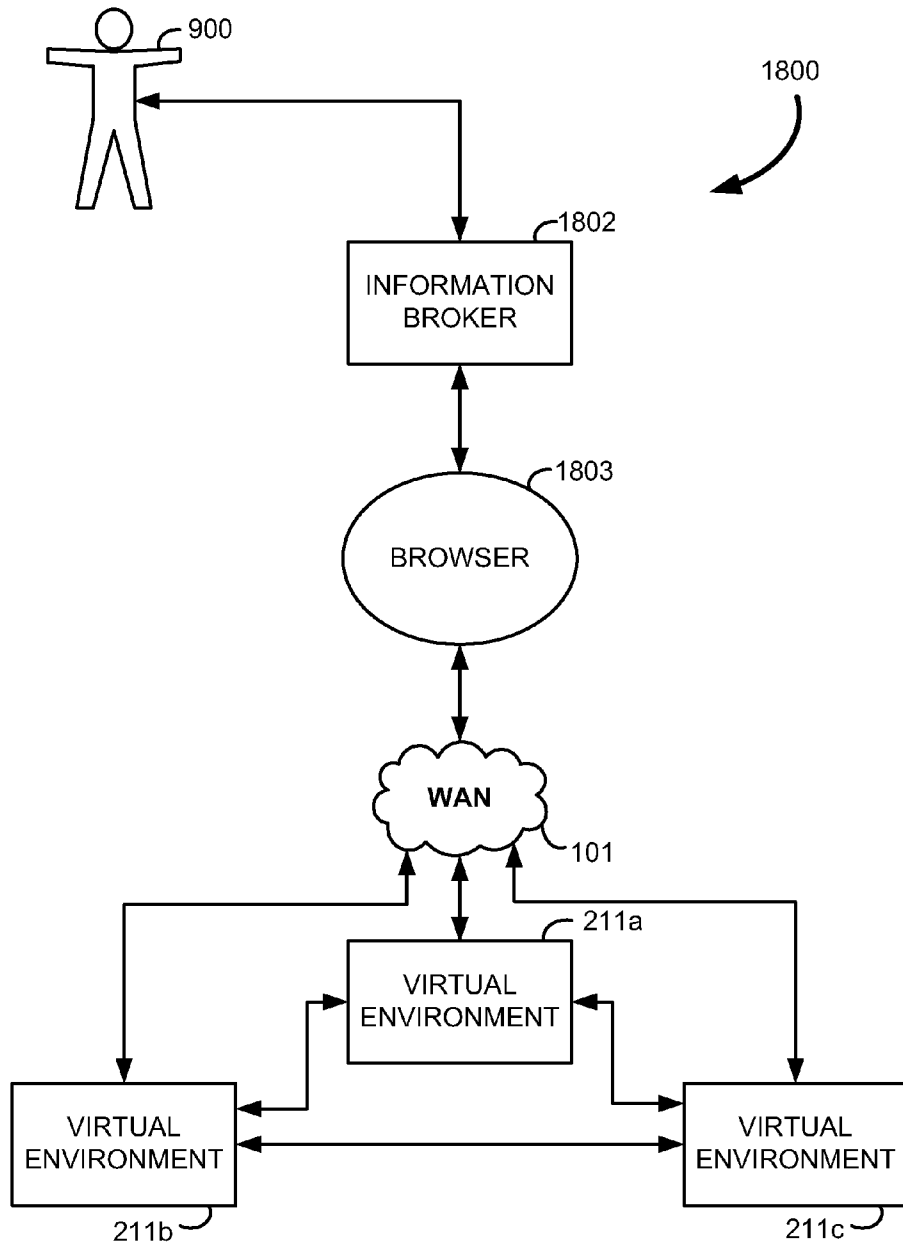 900
1800
1802
INFORMATION
BROKER
1803
BROWSER
WAN
101
211a
VIRTUAL
ENVIRONMENT
VIRTUAL
ENVIRONMENT
211b
VIRTUAL
ENVIRONMENT
211c